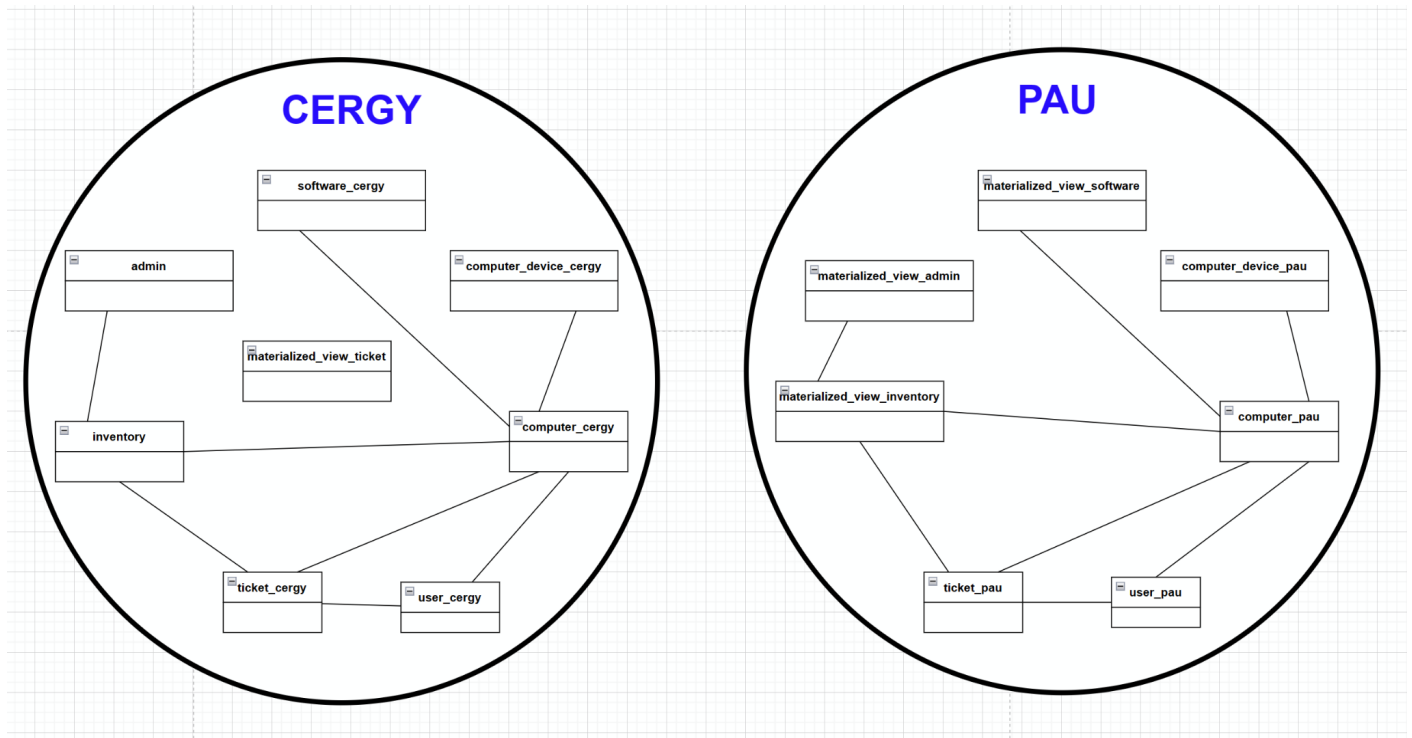 CERGY
software_cergy
admin
computer_device_cergy
materialized_view_ticket
computer_cergy
inventory
ticket_cergy
user_cergy
PAU
materialized_view_software
materialized_view_admin
computer_device_pau
materialized_view_inventory
computer_pau
ticket_pau
user_pau